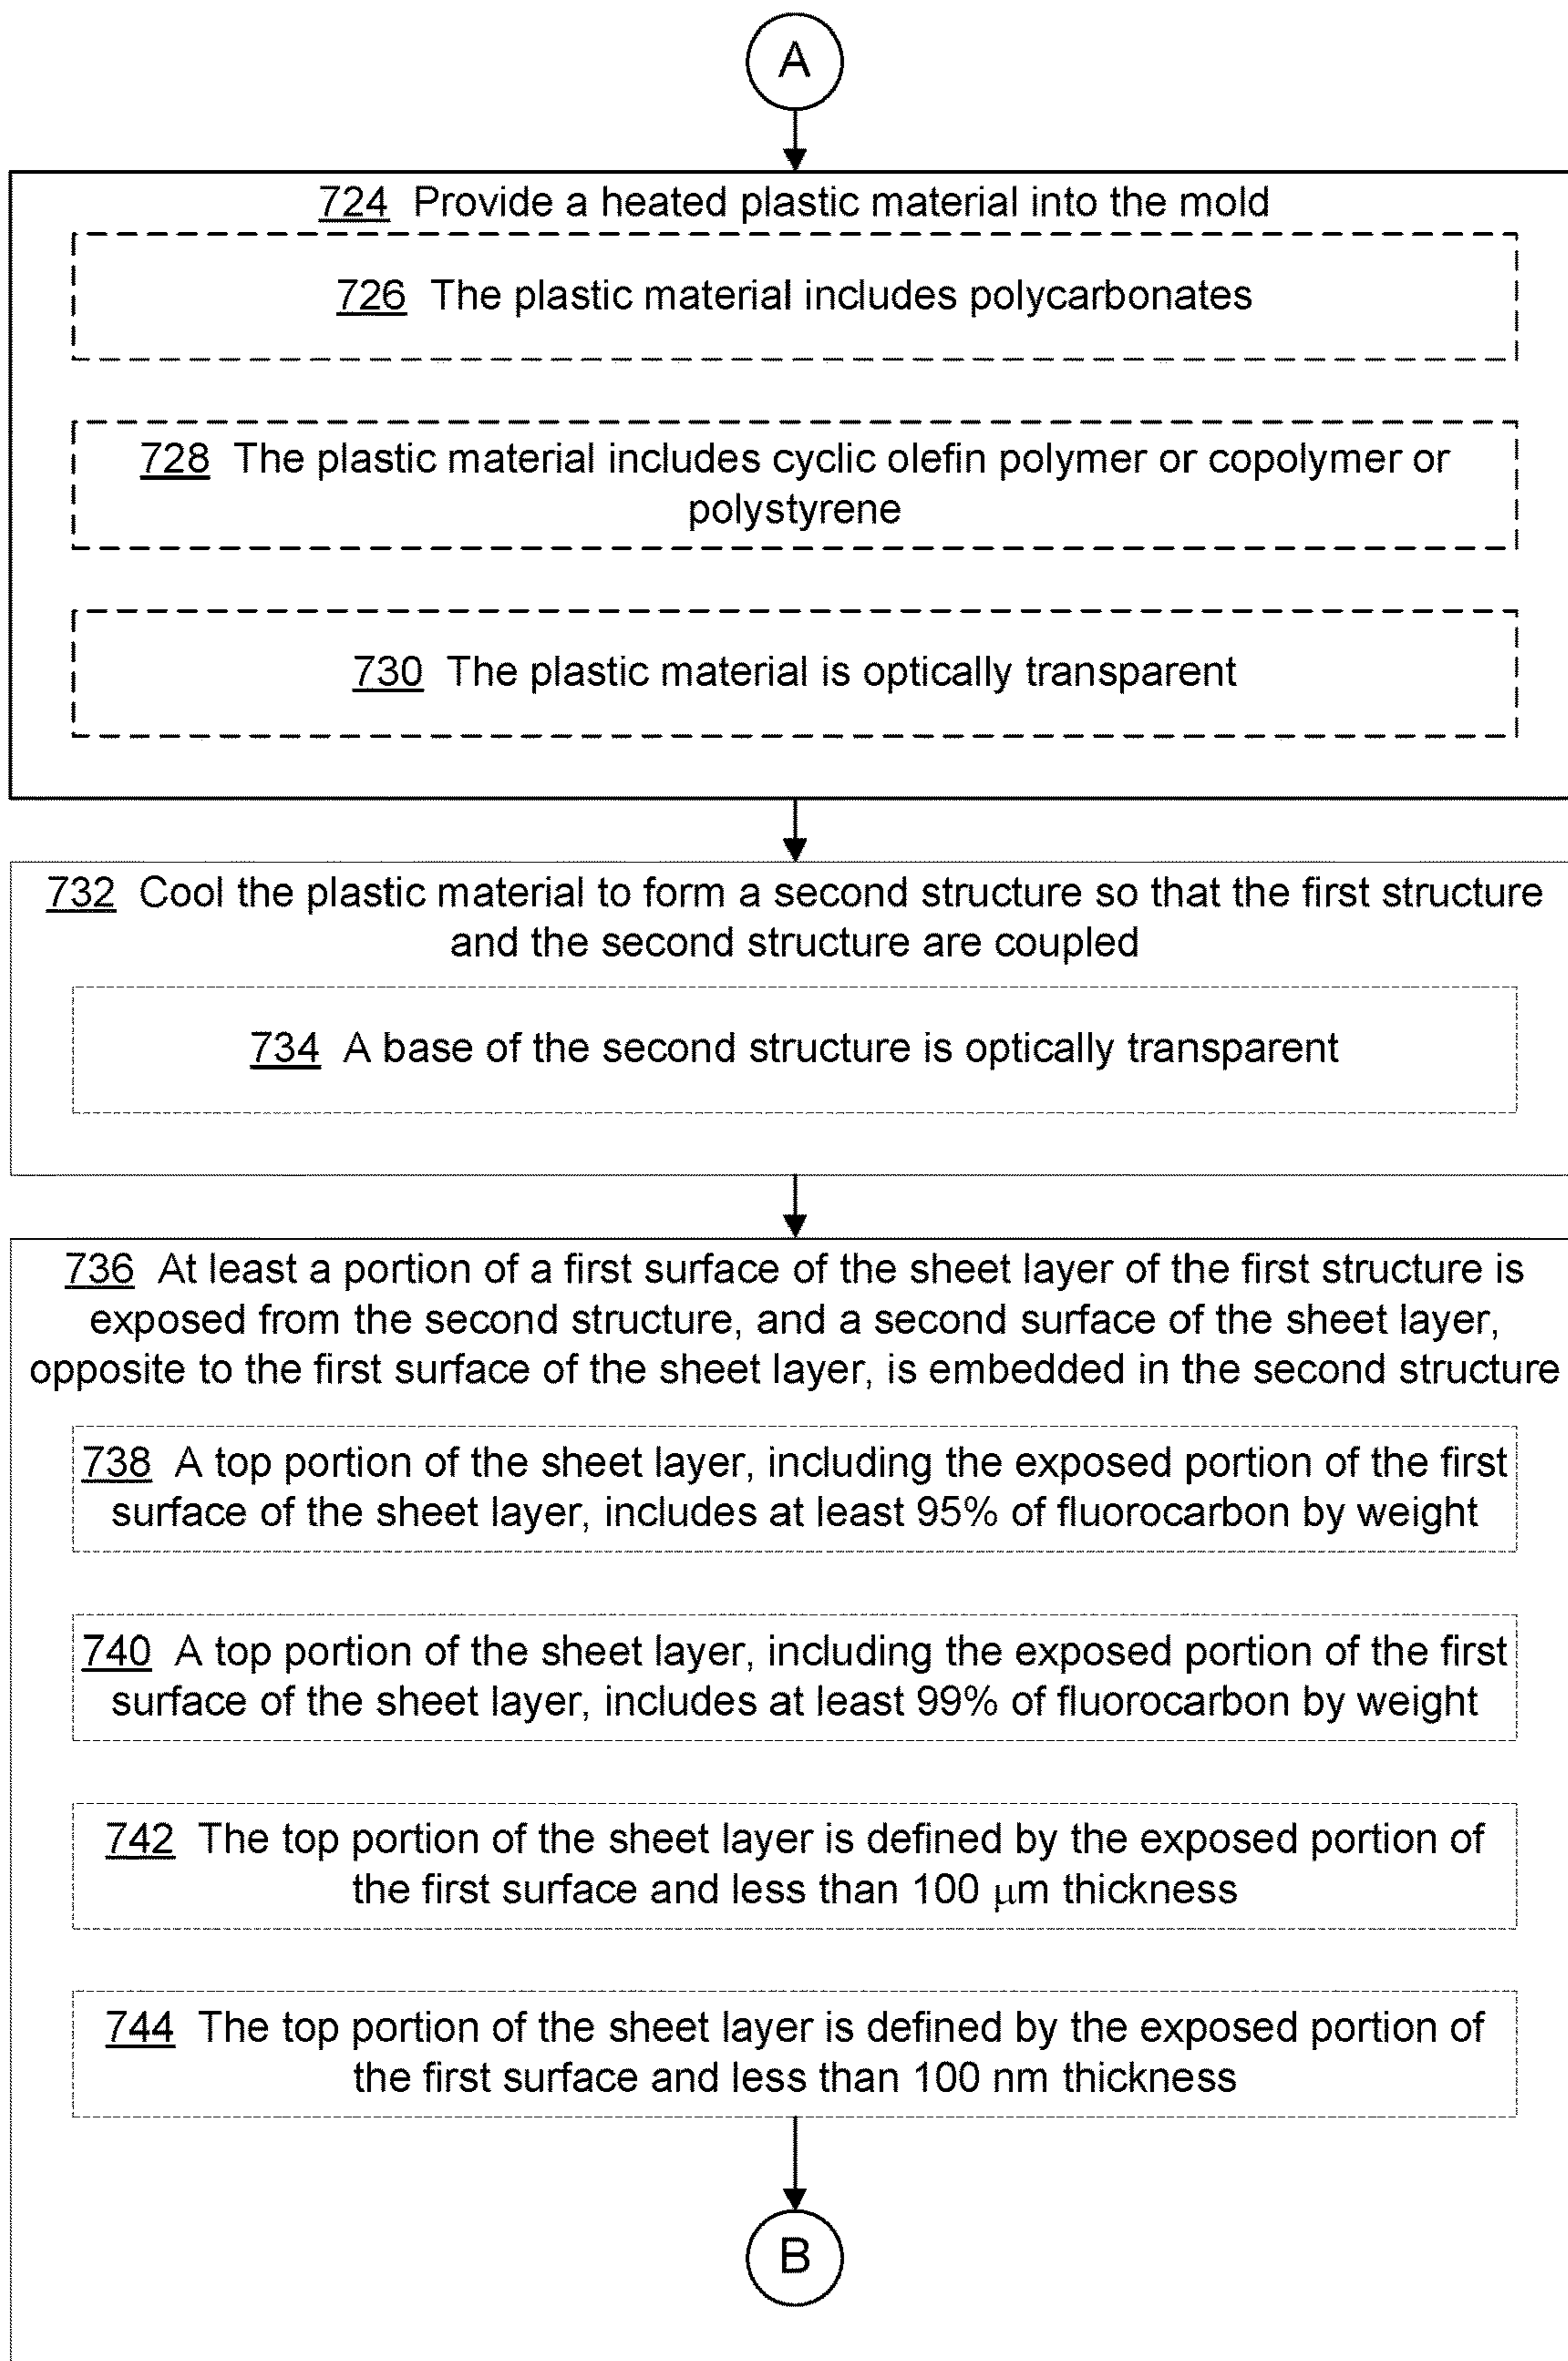 A
724 Provide a heated plastic material into the mold
726 The plastic material includes polycarbonates
728 The plastic material includes cyclic olefin polymer or copolymer or
polystyrene
730 The plastic material is optically transparent
732 Cool the plastic material to form a second structure so that the first structure
and the second structure are coupled
734 A base of the second structure is optically transparent
736 At least a portion of a first surface of the sheet layer of the first structure is
exposed from the second structure, and a second surface of the sheet layer,
opposite to the first surface of the sheet layer, is embedded in the second structure
738 A top portion of the sheet layer, including the exposed portion of the first
surface of the sheet layer, includes at least 95% of fluorocarbon by weight
740 A top portion of the sheet layer, including the exposed portion of the first
surface of the sheet layer, includes at least 99% of fluorocarbon by weight
742 The top portion of the sheet layer is defined by the exposed portion of
the first surface and less than 100 μm thickness
744 The top portion of the sheet layer is defined by the exposed portion of
the first surface and less than 100 nm thickness
B